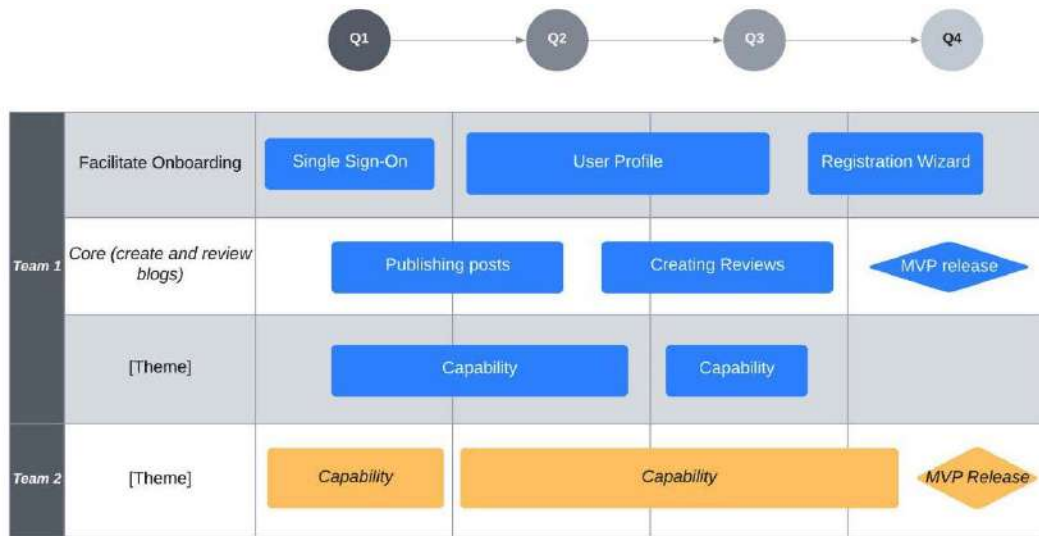 Q1 Q2 Q3 Q4
Facilitate Onboarding
Single Sign-On
User Profile
Registration Wizard
Team 1
Core (create and review
blogs)
Publishing posts
Creating Reviews
MVP release
[Theme]
Capability
Capability
Team 2
[Theme]
Capability
Capability
MVP Release